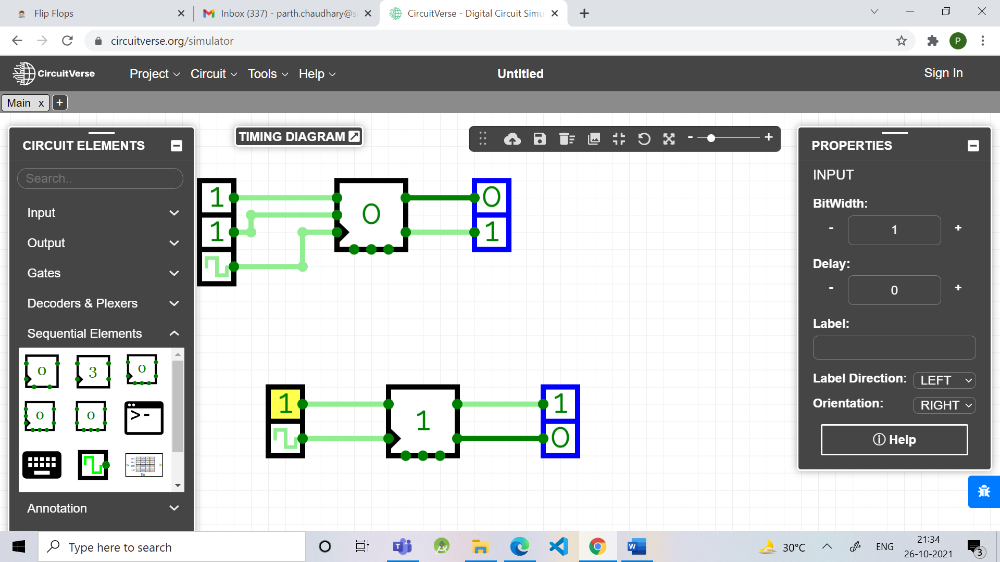 Flip Flops
Inbox (337) - parth.chaudhary@s
CircuitVerse - Digital Circuit Simu
circuitverse.org/simulator
P
CircuitVerse
Project
Circuit
Tools
Help
Untitled
Sign In
Main x
+
CIRCUIT ELEMENTS
Search..
Input
Output
Gates
Decoders & Plexers
Sequential Elements
0 3 0
0 0 >-
Annotation
TIMING DIAGRAM
- +
1
1
0
0
1
1
1
1
0
PROPERTIES
INPUT
BitWidth:
- 1 +
Delay:
- 0 +
Label:
Label Direction: LEFT
Orientation: RIGHT
Help
Type here to search
30°C
ENG
21:34
26-10-2021
3